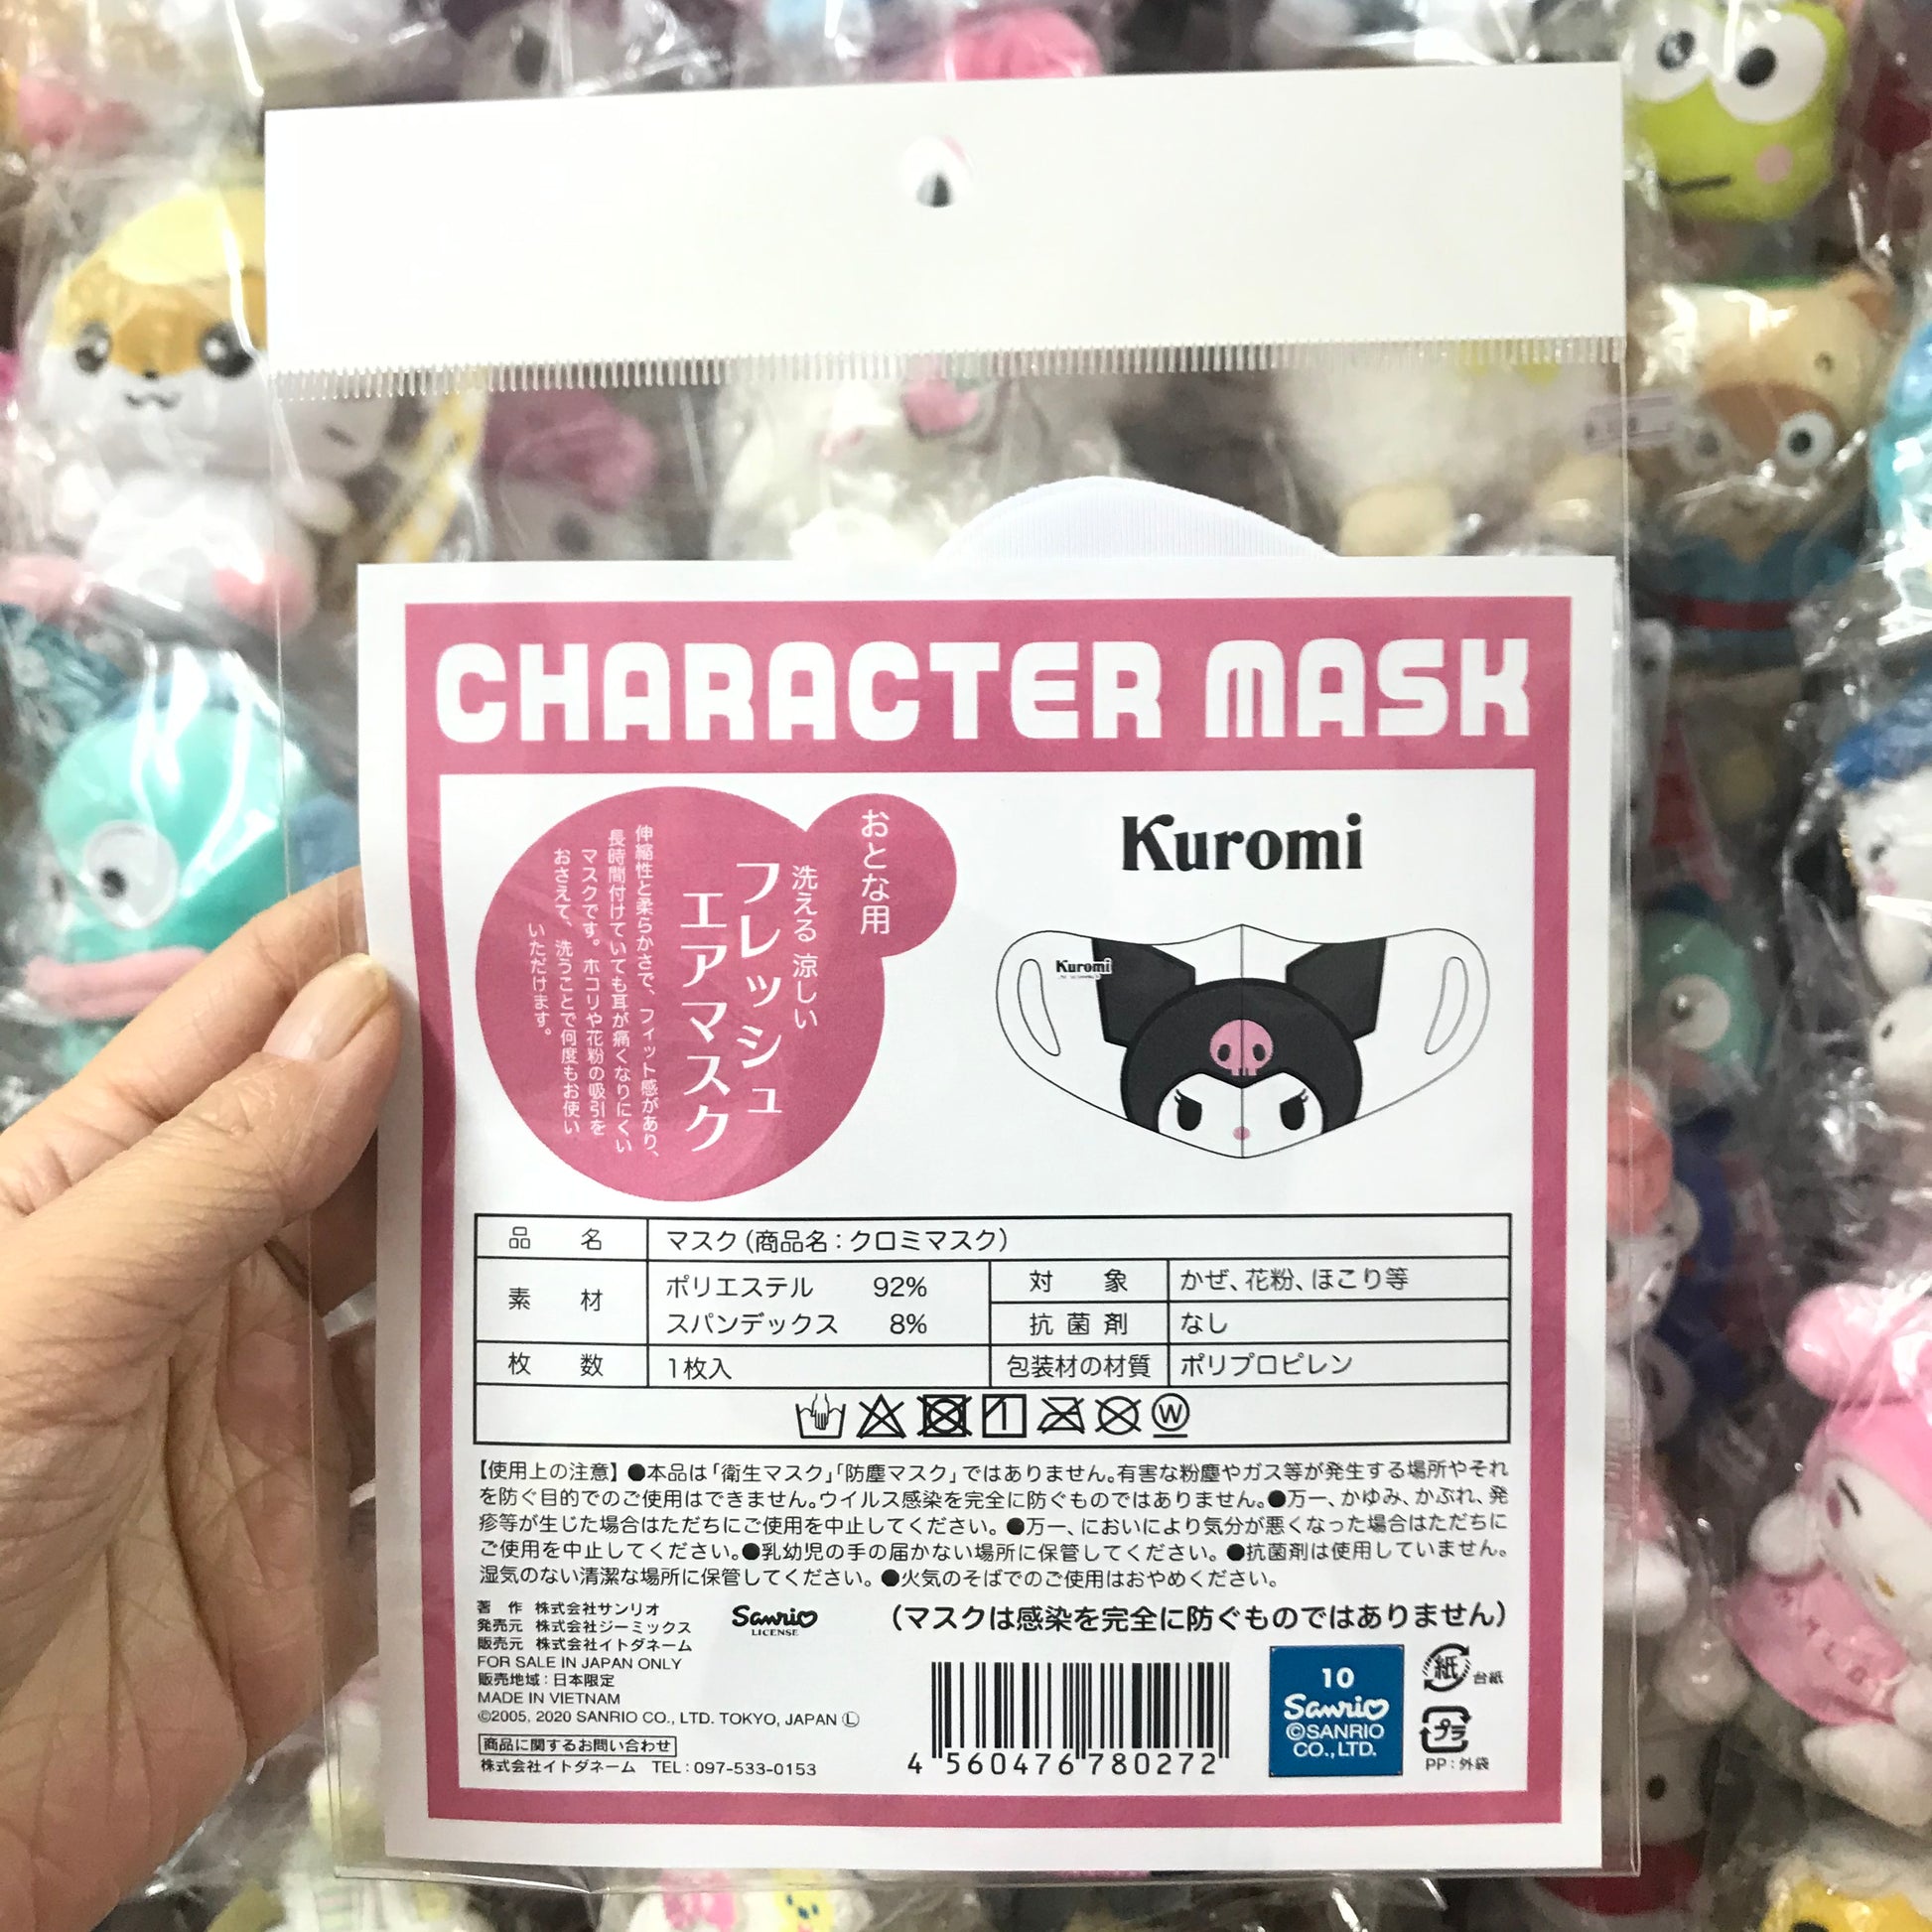 CHARACTER MASK
おとな用
洗える 涼しい
フレッシュ
エアマスク
伸縮性と柔らかさで、フィット感があり、
長時間付けていても耳が痛くなりにくい
マスクです。ホコリや花粉の吸引を
おさえて、洗うことで何度もお使い
いただけます。
Kuromi
Kuromi
品名 マスク(商品名:クロミマスク)
素材 ポリエステル 92%
スパンデックス 8%
対象 かぜ、花粉、ほこり等
抗菌剤 なし
枚数 1枚入
包装材の材質 ポリプロピレン
W
【使用上の注意】●本品は「衛生マスク」「防塵マスク」ではありません。有害な粉塵やガス等が発生する場所やそれ
を防ぐ目的でのご使用はできません。ウイルス感染を完全に防ぐものではありません。●万一、かゆみ、かぶれ、発
疹等が生じた場合はただちにご使用を中止してください。●万一、においにより気分が悪くなった場合はただちに
ご使用を中止してください。●乳幼児の手の届かない場所に保管してください。●抗菌剤は使用していません。
湿気のない清潔な場所に保管してください。●火気のそばでのご使用はおやめください。
著作 株式会社サンリオ
発売元 株式会社ジーミックス
販売元 株式会社イトダネーム
FOR SALE IN JAPAN ONLY
販売地域:日本限定
MADE IN VIETNAM
©2005, 2020 SANRIO CO., LTD. TOKYO, JAPAN Ⓛ
商品に関するお問い合わせ
株式会社イトダネーム TEL:097-533-0153
Sanrio
LICENSE
(マスクは感染を完全に防ぐものではありません)
4 560476 780272
10
Sanrio
©SANRIO
CO., LTD.
紙 台紙
プラ
PP:外袋